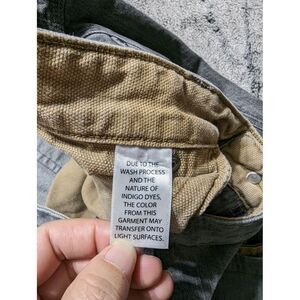 DUE TO THE
WASH PROCESS
AND THE
NATURE OF
INDIGO DYES,
THE COLOR
FROM THIS
GARMENT MAY
TRANSFER ONTO
LIGHT SURFACES.